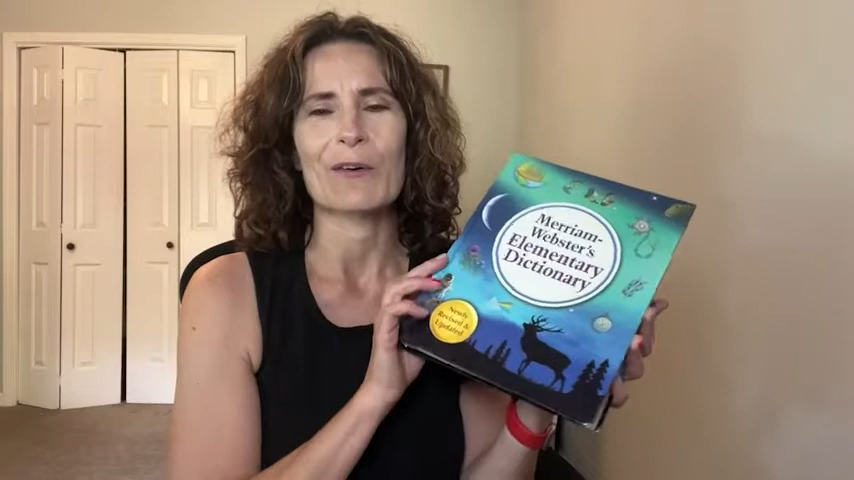 Merriam-
Webster's
Elementary
Dictionary
Newly
Revised &
Updated